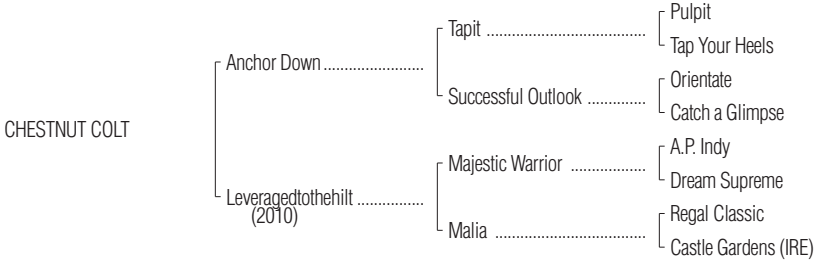 Pulpit
Tapit ......................................
Tap Your Heels
Anchor Down........................
Orientate
Successful Outlook ..............
Catch a Glimpse
CHESTNUT COLT
A.P. Indy
Majestic Warrior ..................
Dream Supreme
Leveragedtothehilt ................
(2010)
Regal Classic
Malia ....................................
Castle Gardens (IRE)